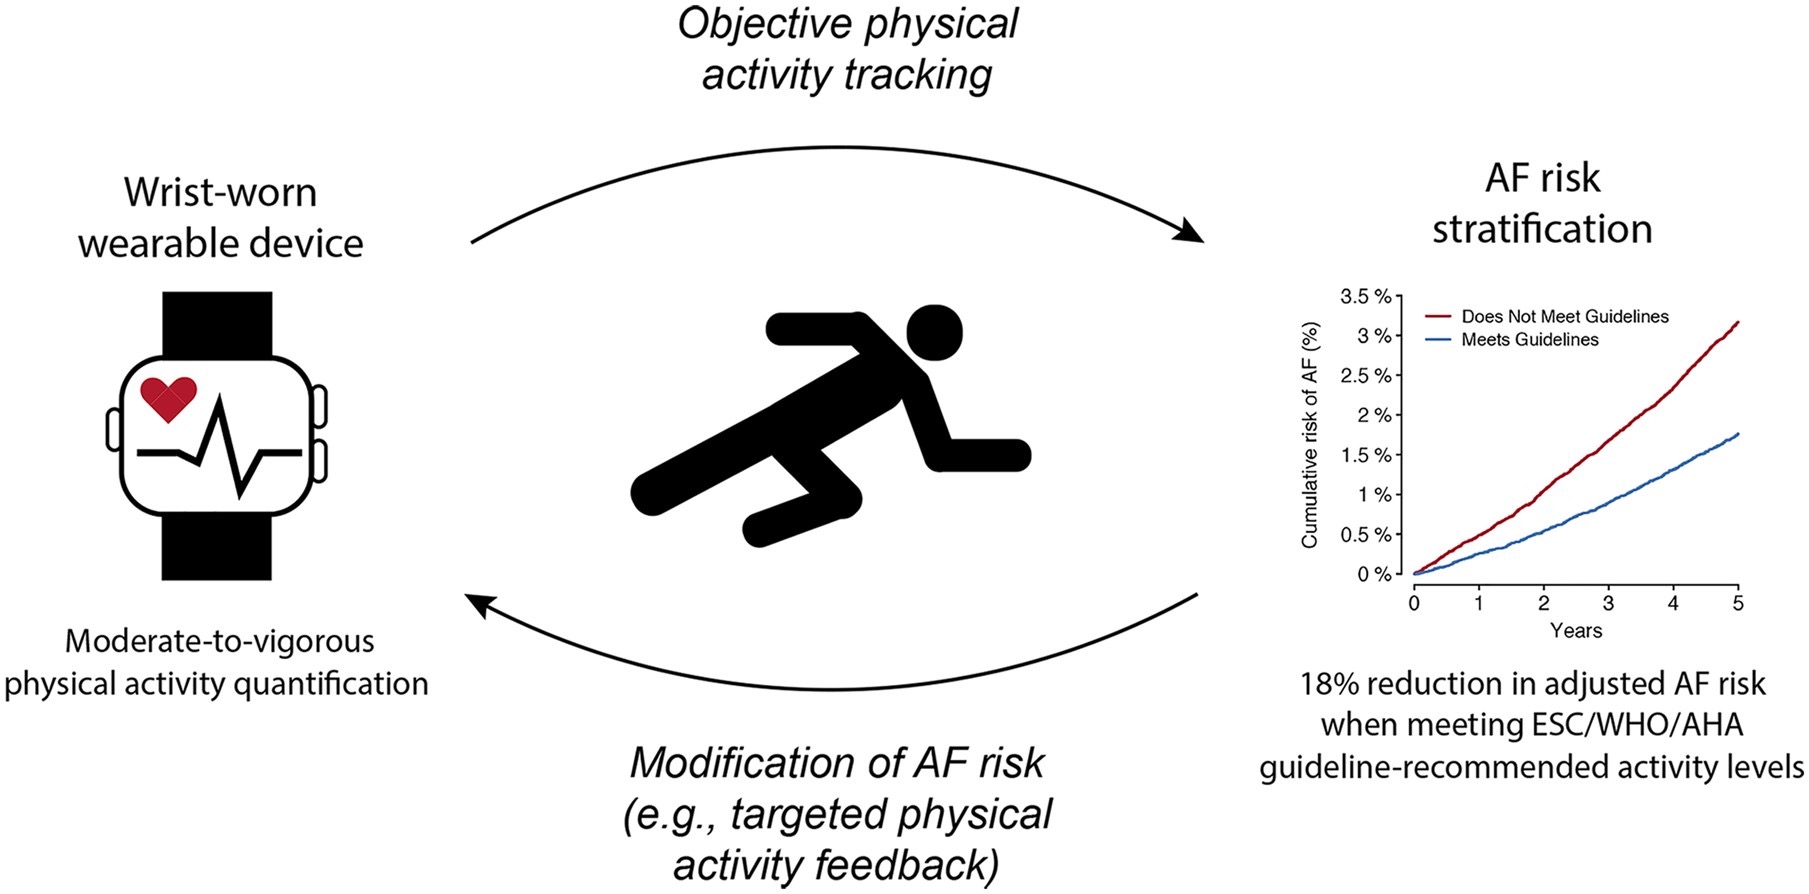 Objective physical
activity tracking
Wrist-worn
wearable device
Moderate-to-vigorous
physical activity quantification
AF risk
stratification
Cumulative risk of AF (%)
3.5 %
3 %
2.5 %
2 %
1.5 %
1 %
0.5 %
0 %
Does Not Meet Guidelines
Meets Guidelines
0 1 2 3 4 5
Years
18% reduction in adjusted AF risk
when meeting ESC/WHO/AHA
guideline-recommended activity levels
Modification of AF risk
(e.g., targeted physical
activity feedback)